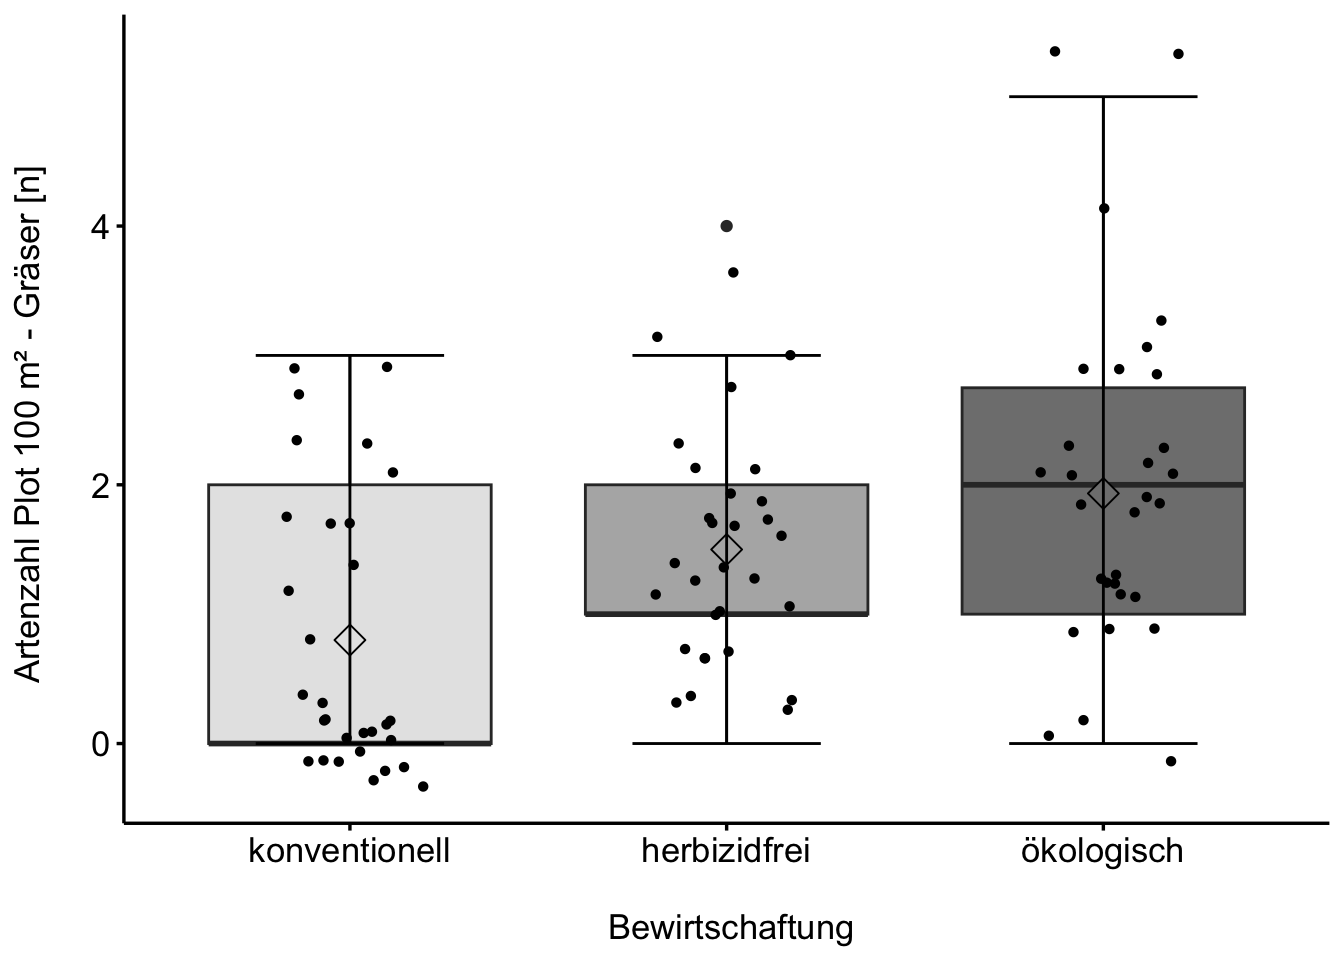 Artenzahl Plot 100 m² - Gräser [n]
4
2
0
konventionell
herbizidfrei
ökologisch
Bewirtschaftung